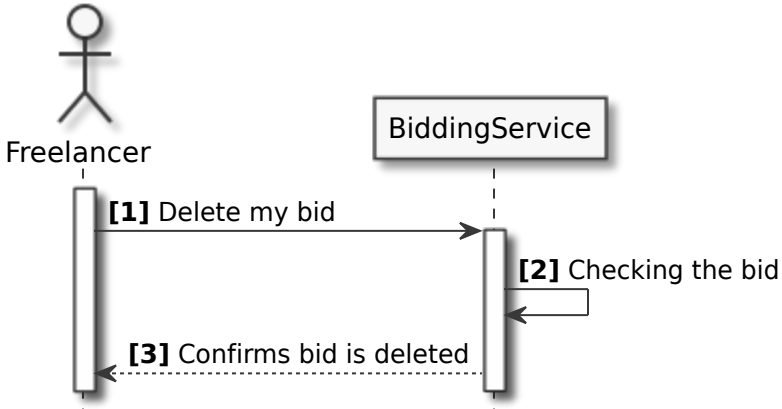 Freelancer
BiddingService
[1] Delete my bid
[2] Checking the bid
[3] Confirms bid is deleted